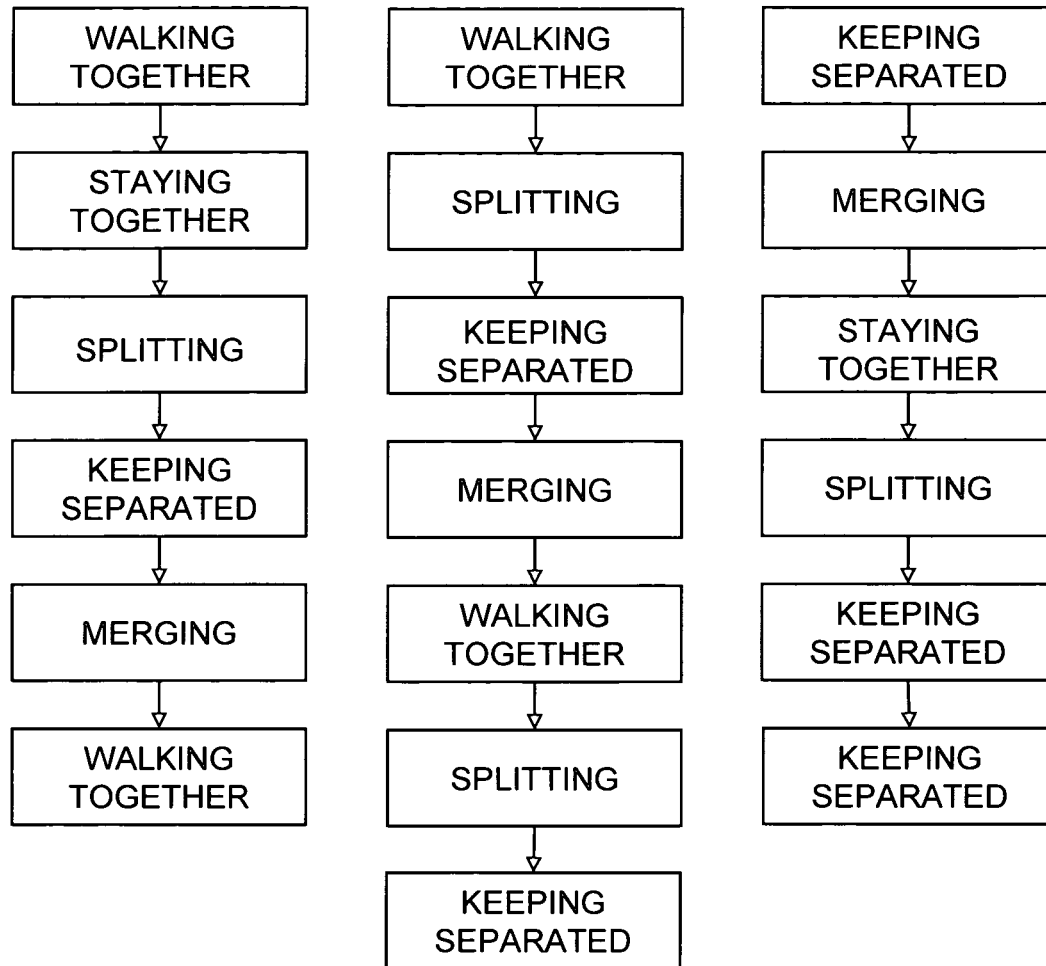 WALKING
TOGETHER
STAYING
TOGETHER
SPLITTING
KEEPING
SEPARATED
MERGING
WALKING
TOGETHER
WALKING
TOGETHER
SPLITTING
KEEPING
SEPARATED
MERGING
WALKING
TOGETHER
SPLITTING
KEEPING
SEPARATED
KEEPING
SEPARATED
MERGING
STAYING
TOGETHER
SPLITTING
KEEPING
SEPARATED
KEEPING
SEPARATED